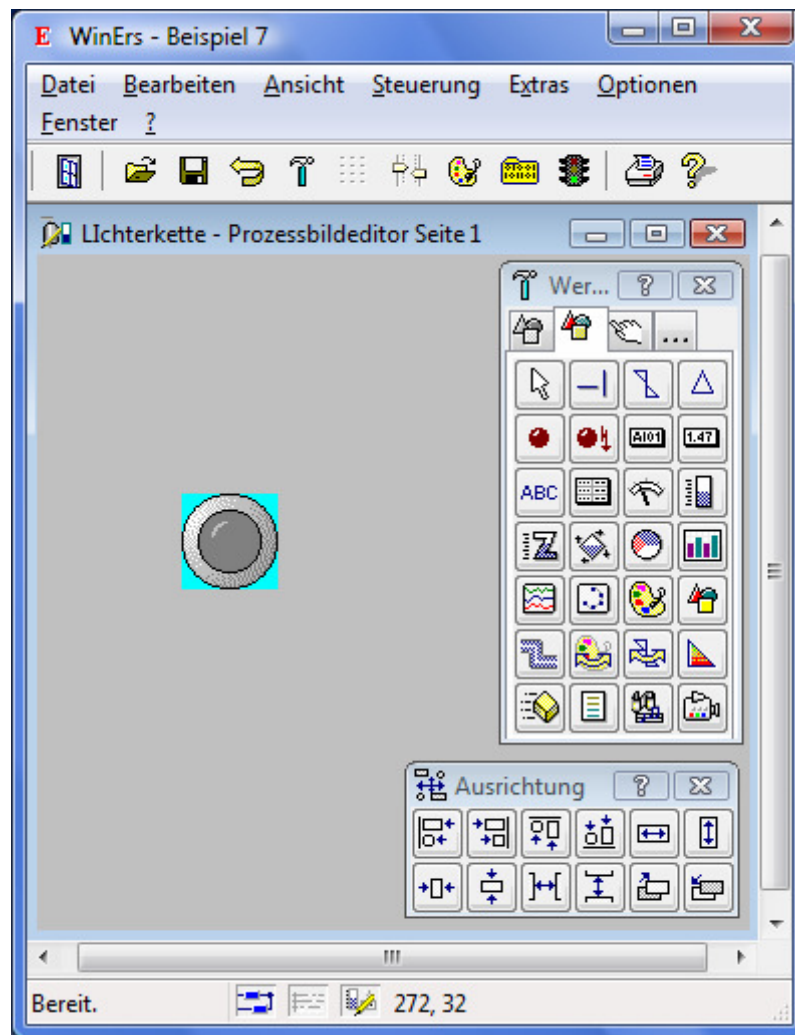 E WinErs - Beispiel 7
Datei Bearbeiten Ansicht Steuerung Extras Optionen
Fenster ?
LIchterkette - Prozessbildeditor Seite 1
Wer...
...
AI01 1.47
ABC
Ausrichtung
Bereit. 272, 32